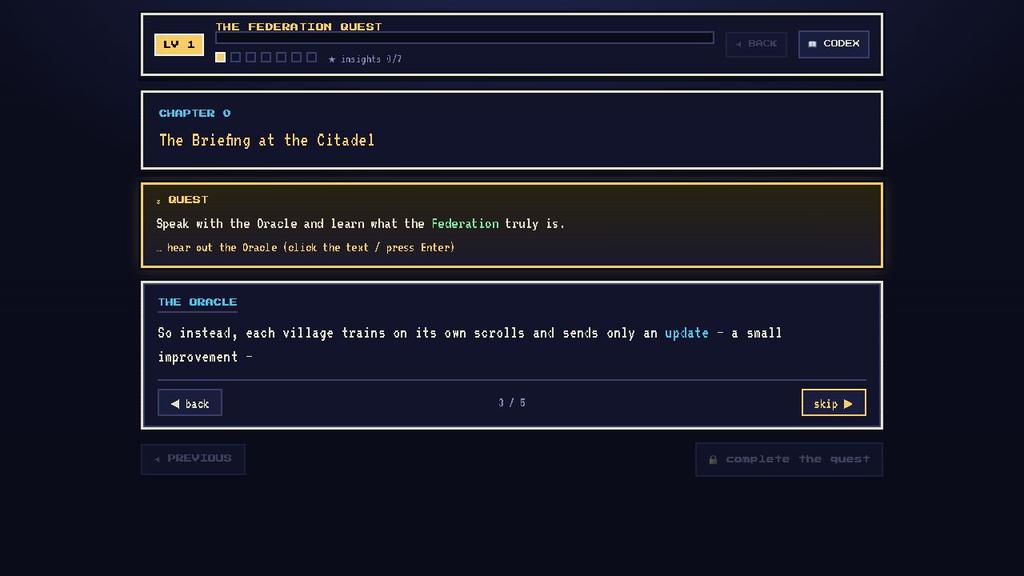 THE FEDERATION QUEST
LV 1
★ insights 0/7
◂ BACK
CODEX
CHAPTER 0
The Briefing at the Citadel
QUEST
Speak with the Oracle and learn what the Federation truly is.
… hear out the Oracle (click the text / press Enter)
THE ORACLE
So instead, each village trains on its own scrolls and sends only an update — a small
improvement —
◀ back
3 / 5
skip ▶
◂ PREVIOUS
complete the quest